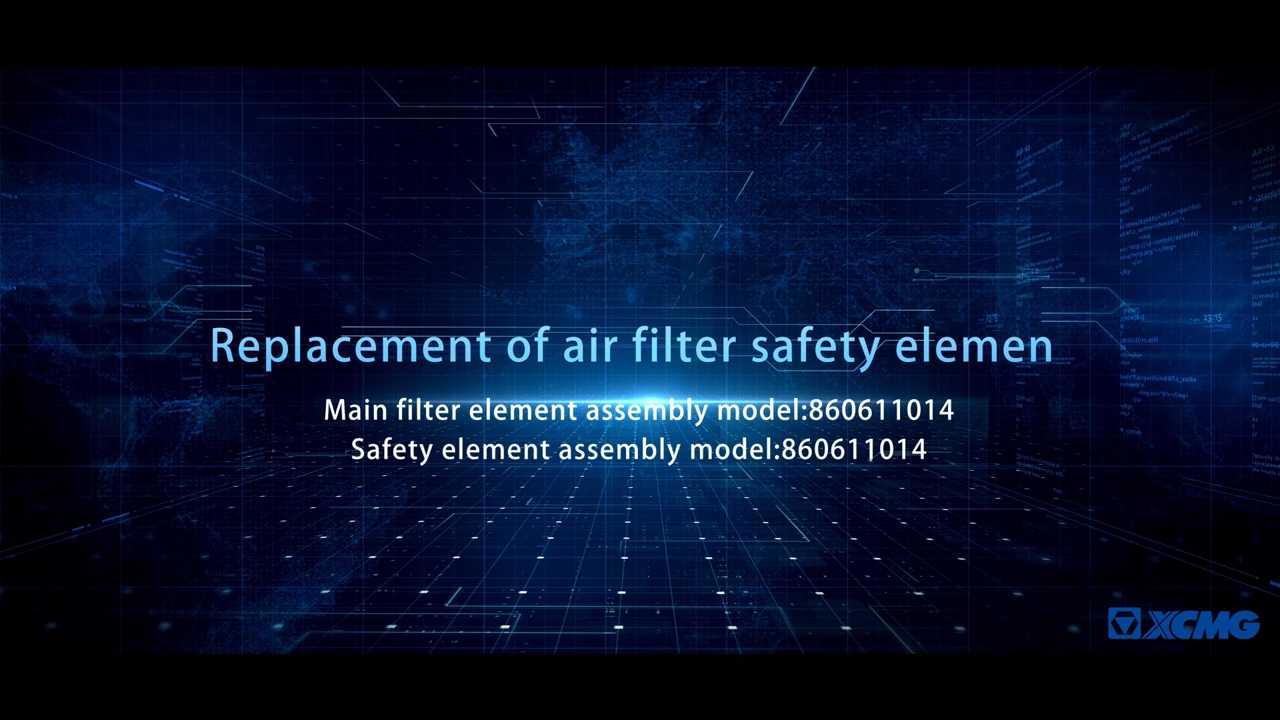 Replacement of air filter safety elemen
Main filter element assembly model:860611014
Safety element assembly model:860611014
XCMG